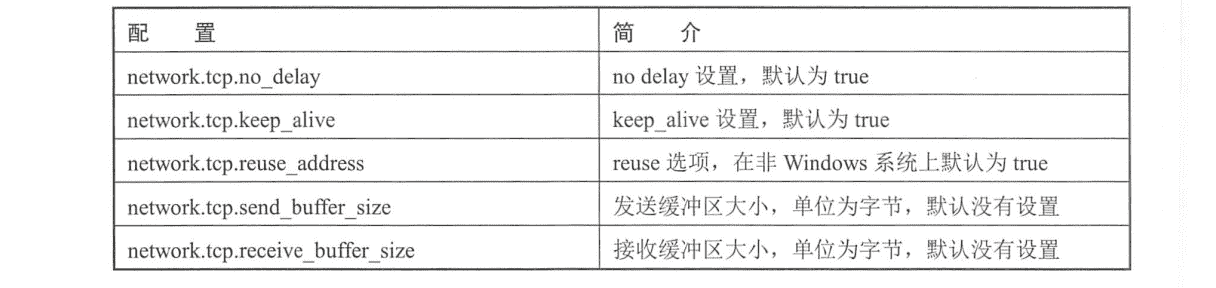 配 置 简 介
network.tcp.no_delay no delay 设置，默认为 true
network.tcp.keep_alive keep_alive 设置，默认为 true
network.tcp.reuse_address reuse 选项，在非 Windows 系统上默认为 true
network.tcp.send_buffer_size 发送缓冲区大小，单位为字节，默认没有设置
network.tcp.receive_buffer_size 接收缓冲区大小，单位为字节，默认没有设置